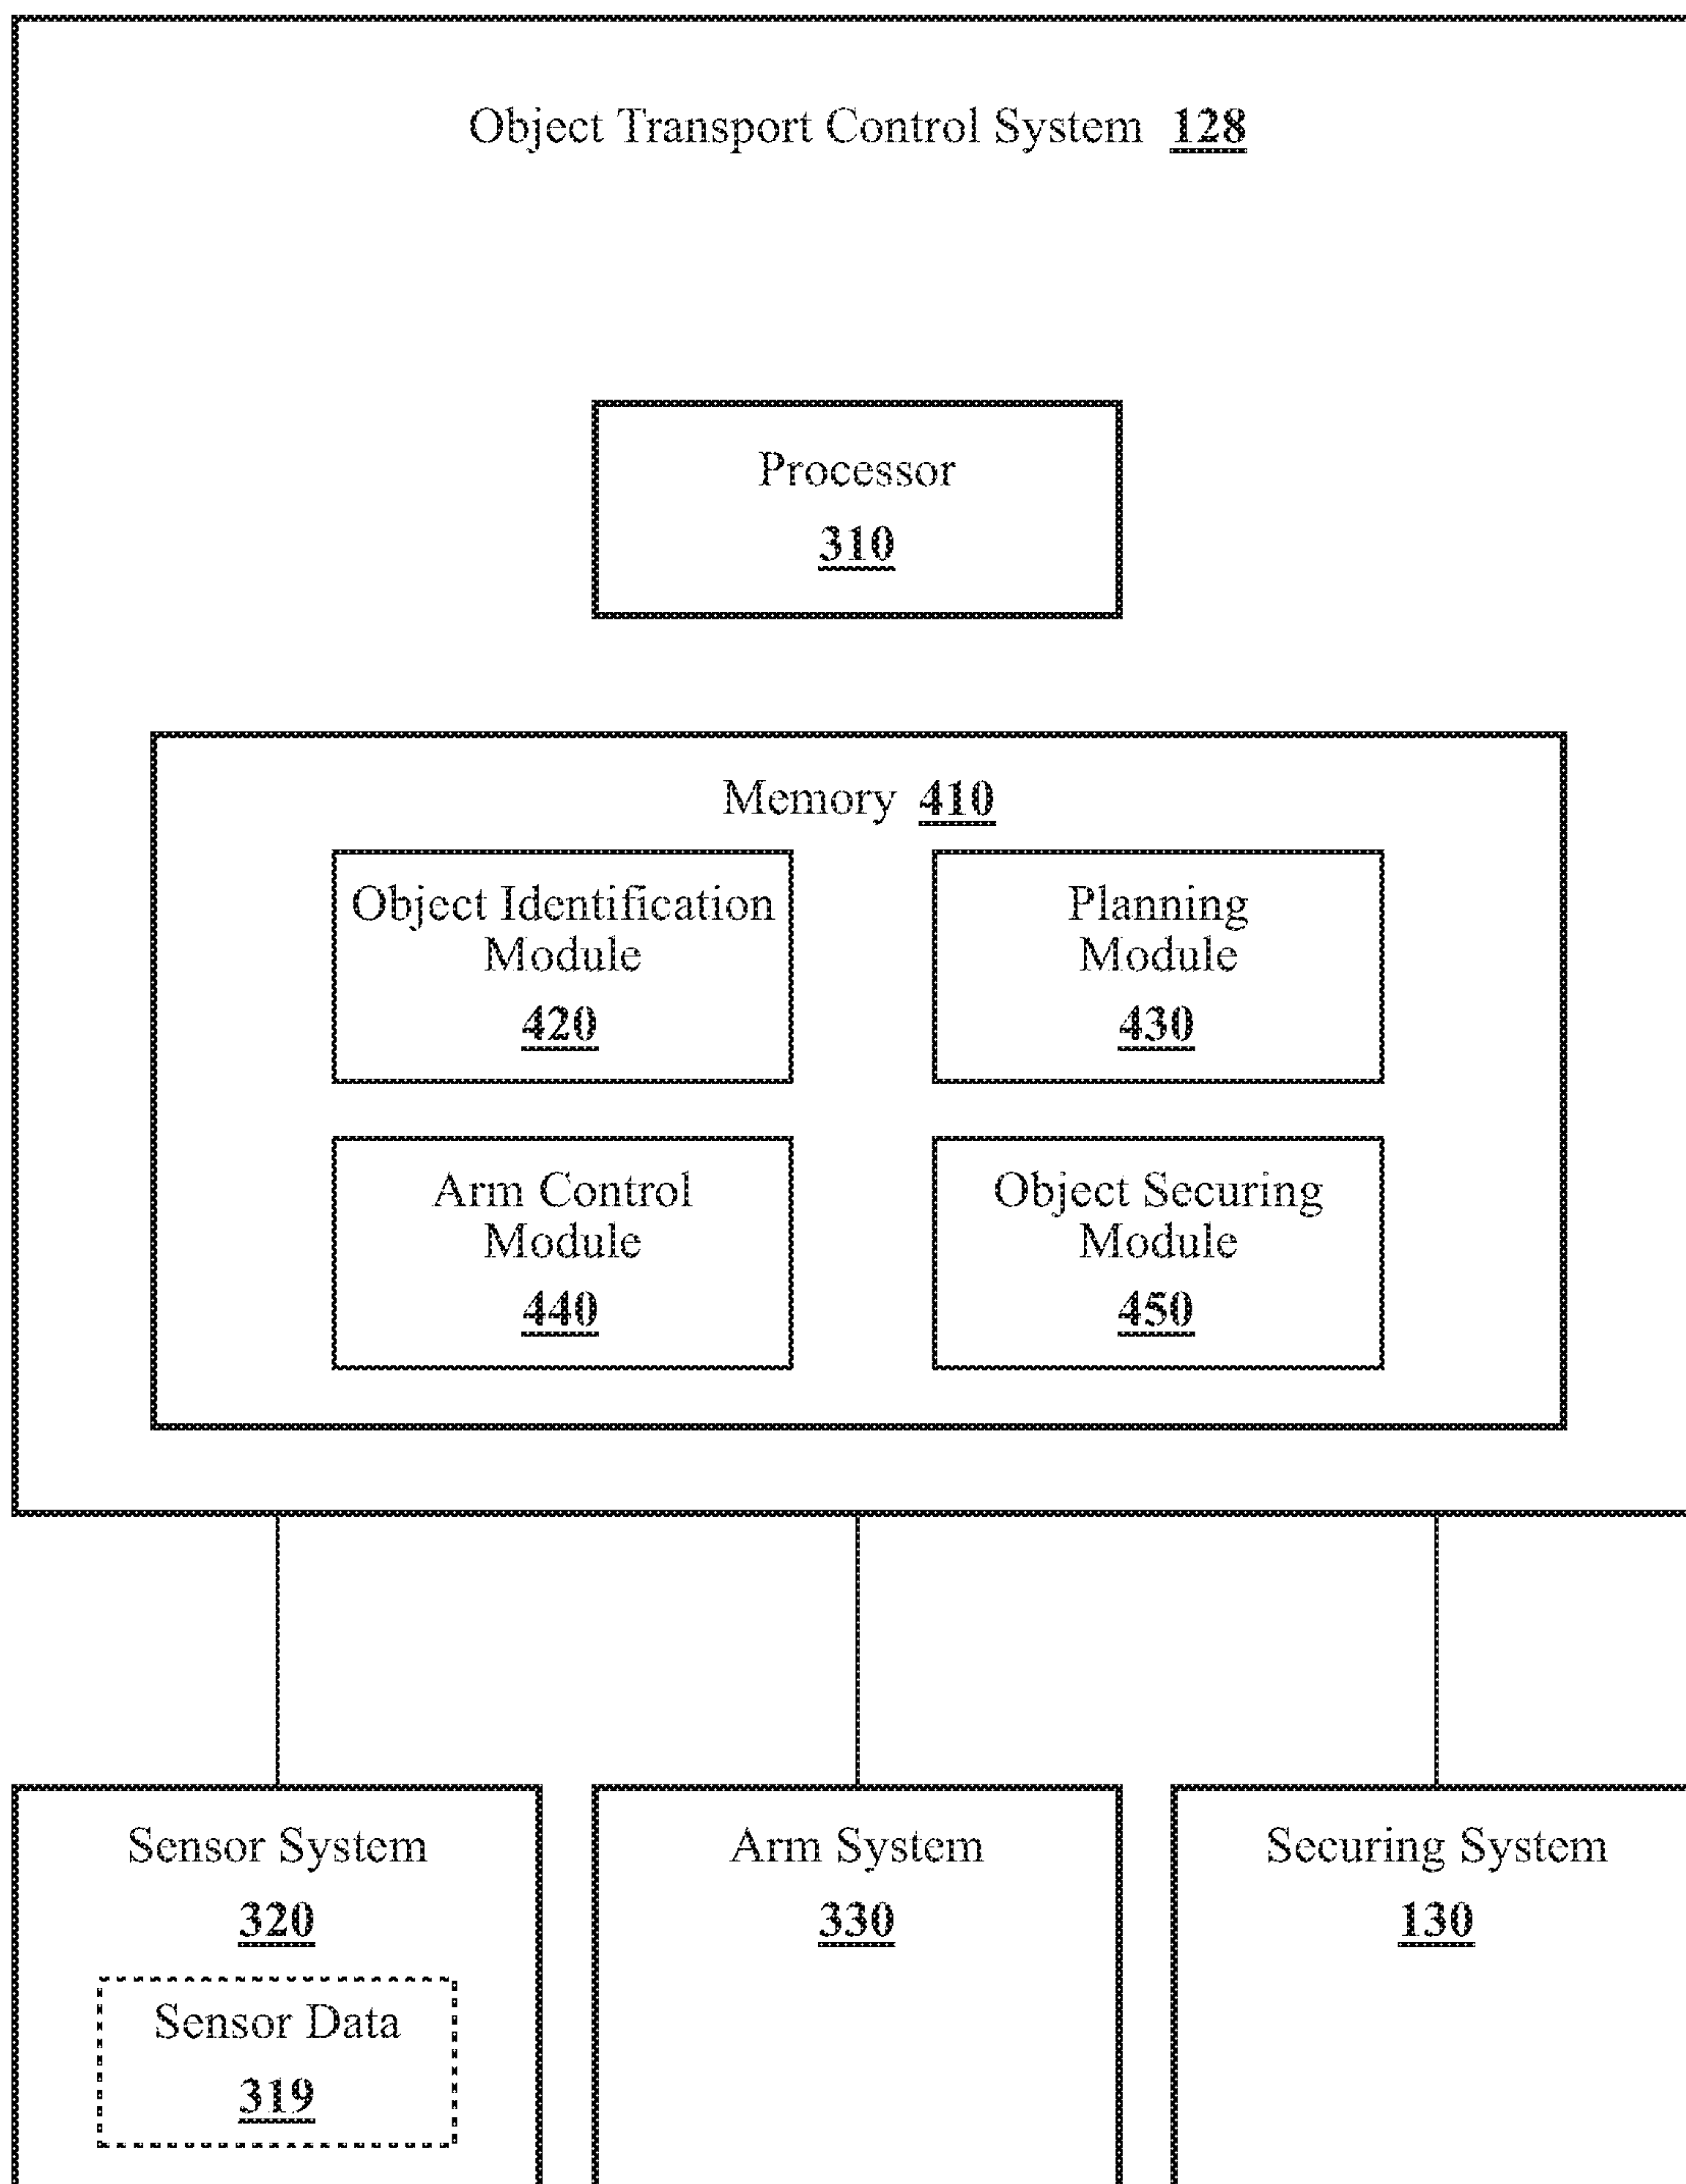 Object Transport Control System 128
Processor
310
Memory 410
Object Identification
Module
420
Planning
Module
430
Arm Control
Module
440
Object Securing
Module
450
Sensor System
320
Sensor Data
319
Arm System
330
Securing System
130